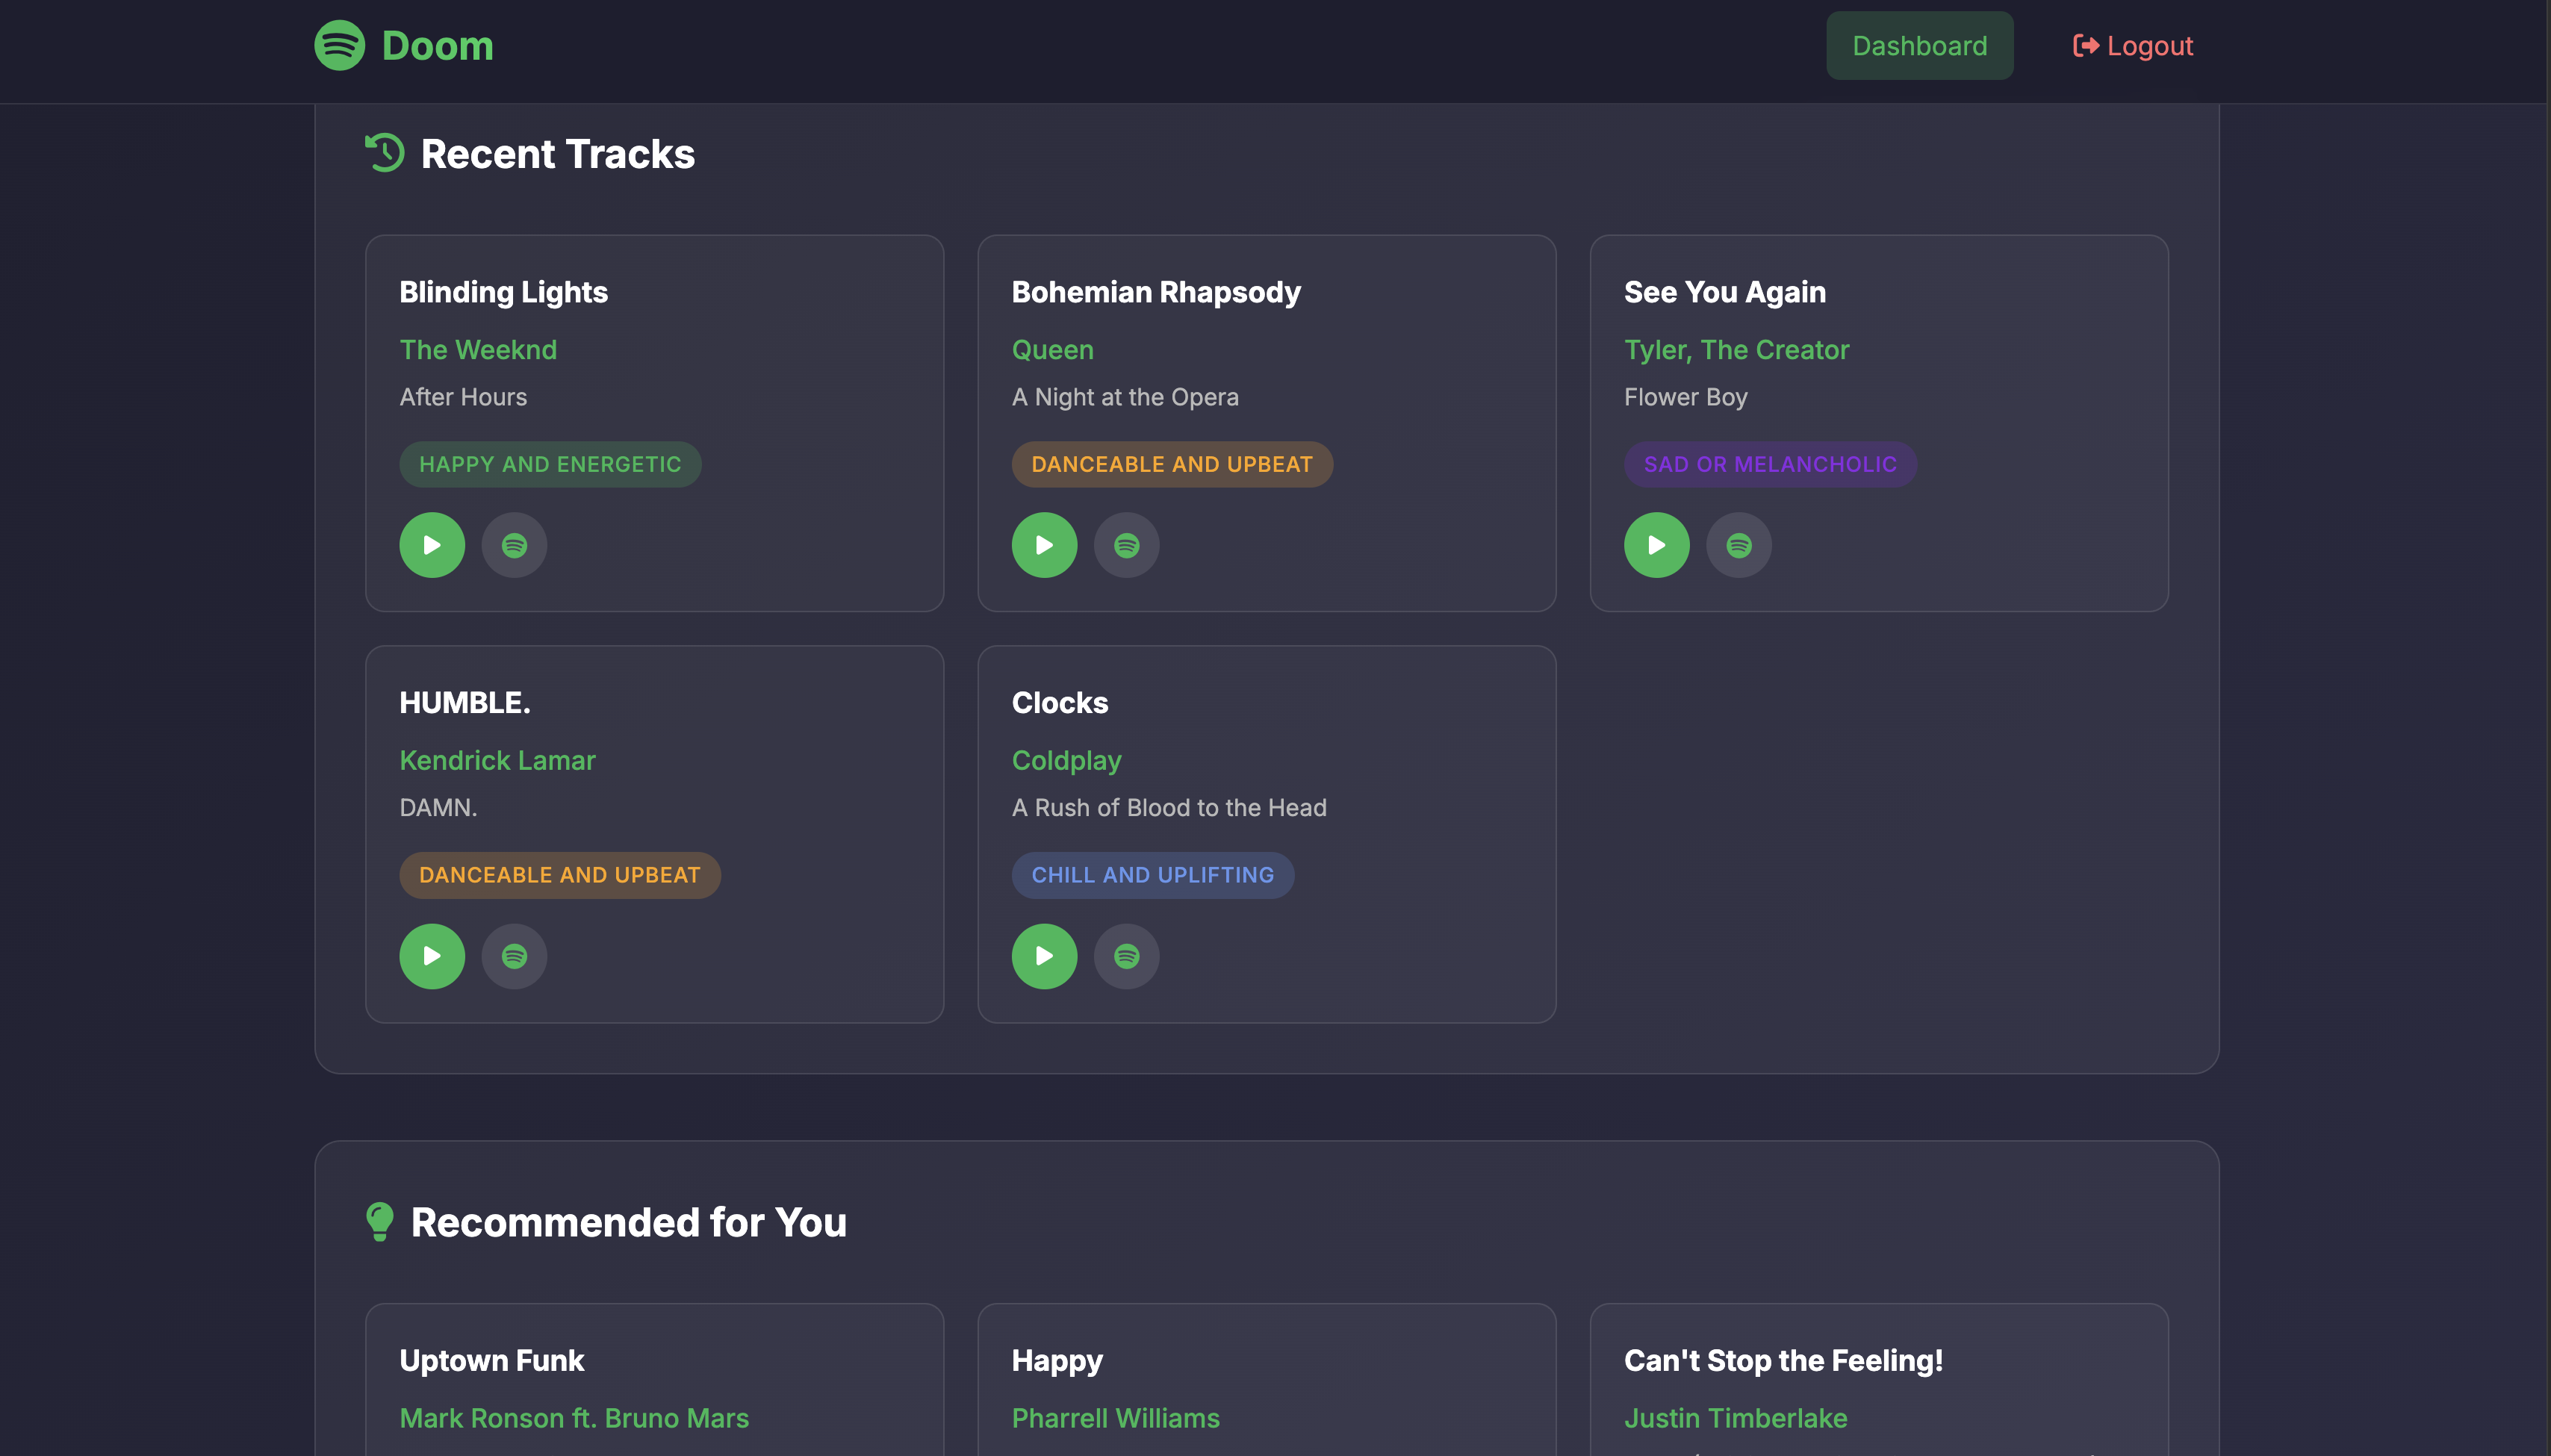 Doom
Dashboard
Logout
Recent Tracks
Blinding Lights
The Weeknd
After Hours
HAPPY AND ENERGETIC
Bohemian Rhapsody
Queen
A Night at the Opera
DANCEABLE AND UPBEAT
See You Again
Tyler, The Creator
Flower Boy
SAD OR MELANCHOLIC
HUMBLE.
Kendrick Lamar
DAMN.
DANCEABLE AND UPBEAT
Clocks
Coldplay
A Rush of Blood to the Head
CHILL AND UPLIFTING
Recommended for You
Uptown Funk
Mark Ronson ft. Bruno Mars
Happy
Pharrell Williams
Can't Stop the Feeling!
Justin Timberlake